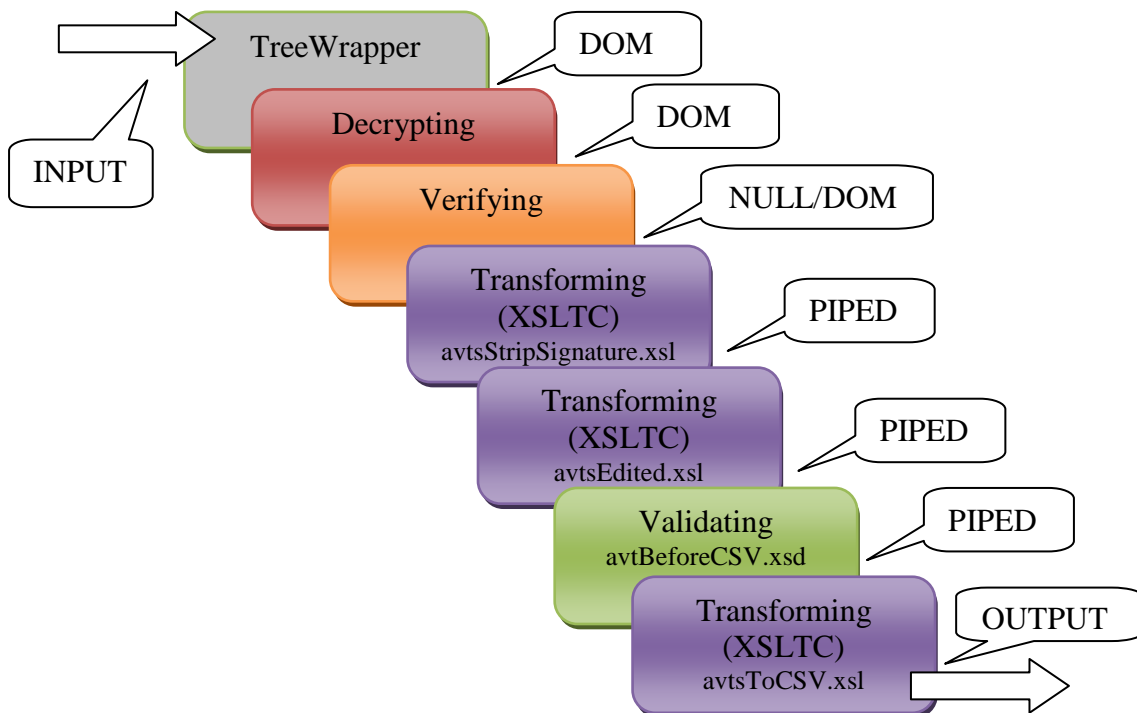 TreeWrapper
DOM
INPUT
Decrypting
DOM
Verifying
NULL/DOM
Transforming
(XSLTC)
avtsStripSignature.xsl
PIPED
Transforming
(XSLTC)
avtsEdited.xsl
PIPED
Validating
avtBeforeCSV.xsd
PIPED
Transforming
(XSLTC)
avtsToCSV.xsl
OUTPUT